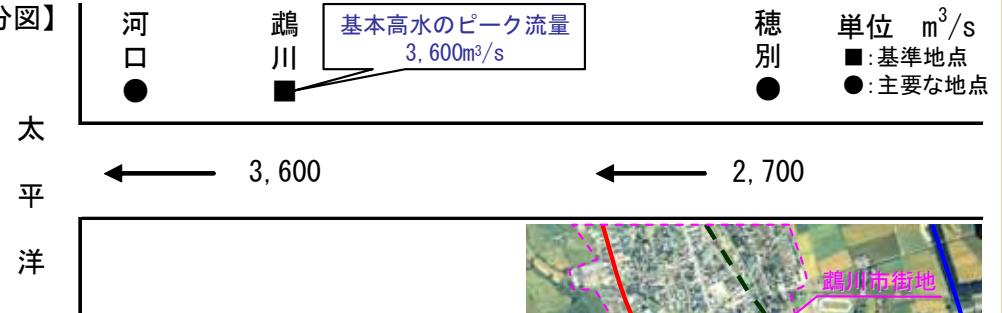 分図】
河口
鵡川
基本高水のピーク流量
3,600m³/s
穂別
単位 m³/s
■:基準地点
●:主要な地点
太平洋
3,600
2,700
鵡川市街地